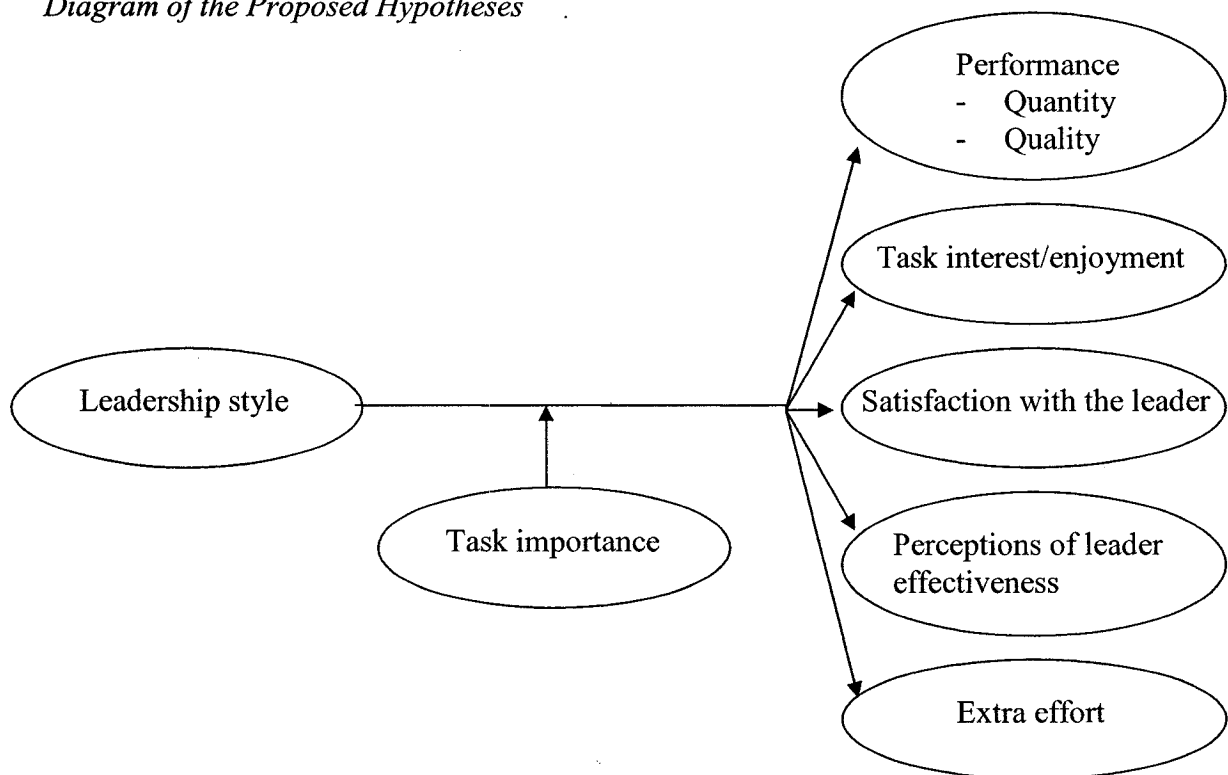 Diagram of the Proposed Hypotheses
Performance
- Quantity
- Quality
Task interest/enjoyment
Leadership style
Satisfaction with the leader
Task importance
Perceptions of leader
effectiveness
Extra effort